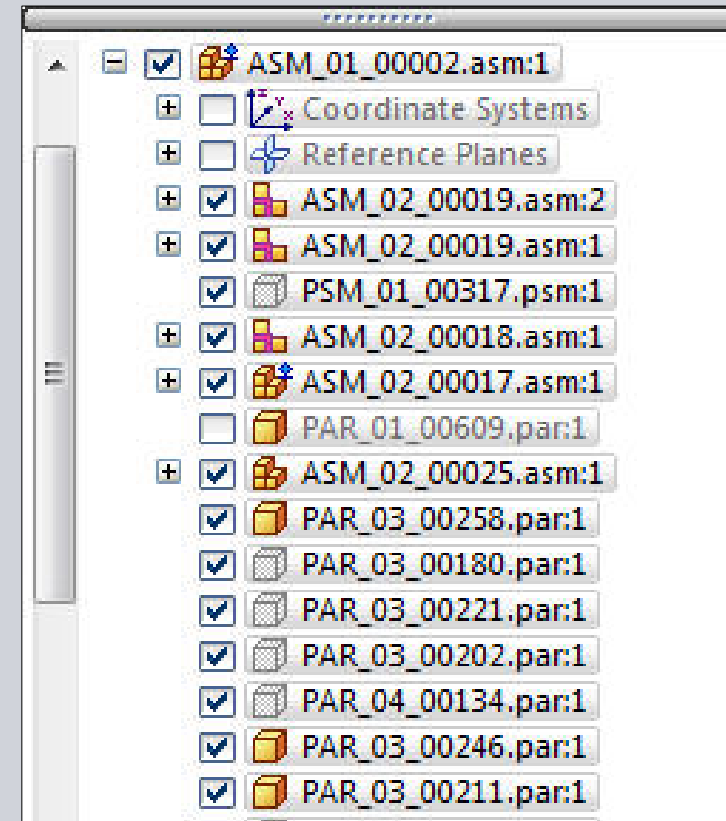 ASM_01_00002.asm:1
Coordinate Systems
Reference Planes
ASM_02_00019.asm:2
ASM_02_00019.asm:1
PSM_01_00317.psm:1
ASM_02_00018.asm:1
ASM_02_00017.asm:1
PAR_01_00609.par:1
ASM_02_00025.asm:1
PAR_03_00258.par:1
PAR_03_00180.par:1
PAR_03_00221.par:1
PAR_03_00202.par:1
PAR_04_00134.par:1
PAR_03_00246.par:1
PAR_03_00211.par:1